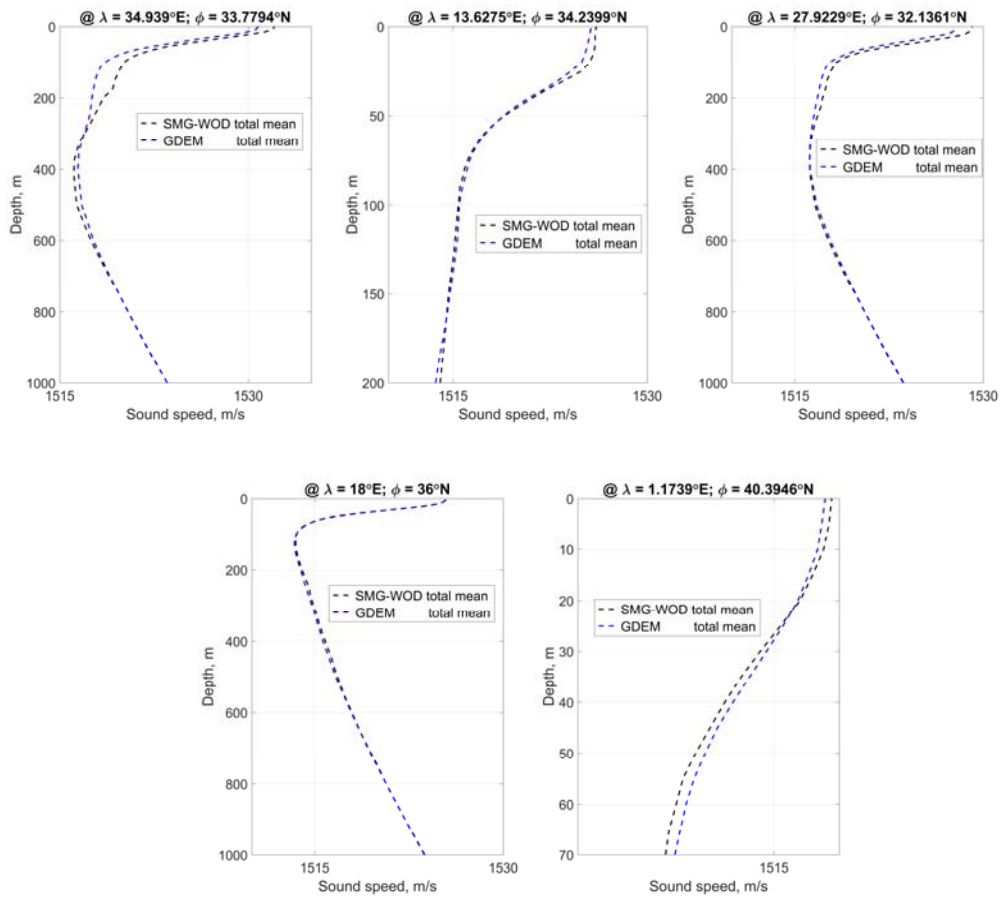 @ λ = 34.939°E; ϕ = 33.7794°N
0
200
400
600
800
1000
Depth, m
SMG-WOD total mean
GDEM total mean
1515
1530
Sound speed, m/s
@ λ = 13.6275°E; ϕ = 34.2399°N
0
50
100
150
200
Depth, m
SMG-WOD total mean
GDEM total mean
1515
1530
Sound speed, m/s
@ λ = 27.9229°E; ϕ = 32.1361°N
0
200
400
600
800
1000
Depth, m
SMG-WOD total mean
GDEM total mean
1515
1530
Sound speed, m/s
@ λ = 18°E; ϕ = 36°N
0
200
400
600
800
1000
Depth, m
SMG-WOD total mean
GDEM total mean
1515
1530
Sound speed, m/s
@ λ = 1.1739°E; ϕ = 40.3946°N
0
10
20
30
40
50
60
70
Depth, m
SMG-WOD total mean
GDEM total mean
1515
Sound speed, m/s